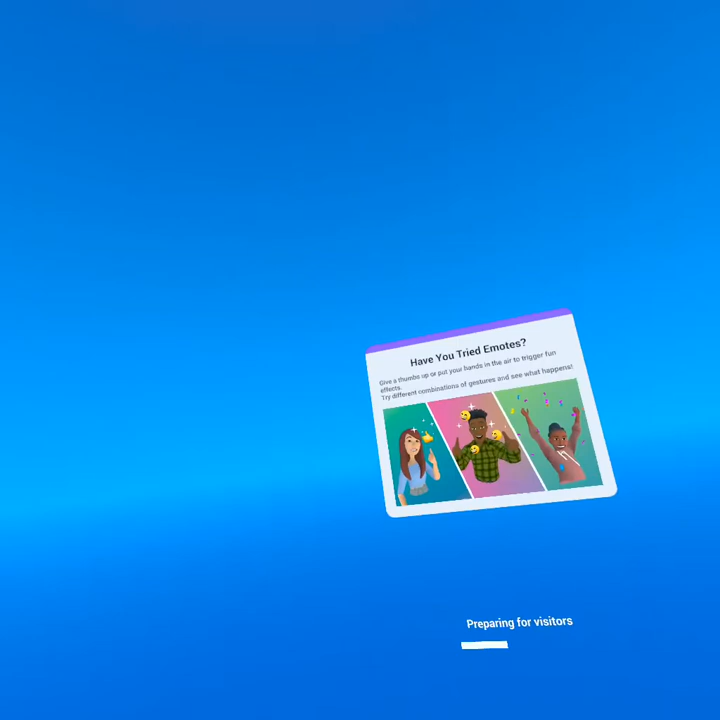 Have You Tried Emotes?
Give a thumbs up or put your hands in the air to trigger fun
effects.
Try different combinations of gestures and see what happens!
Preparing for visitors